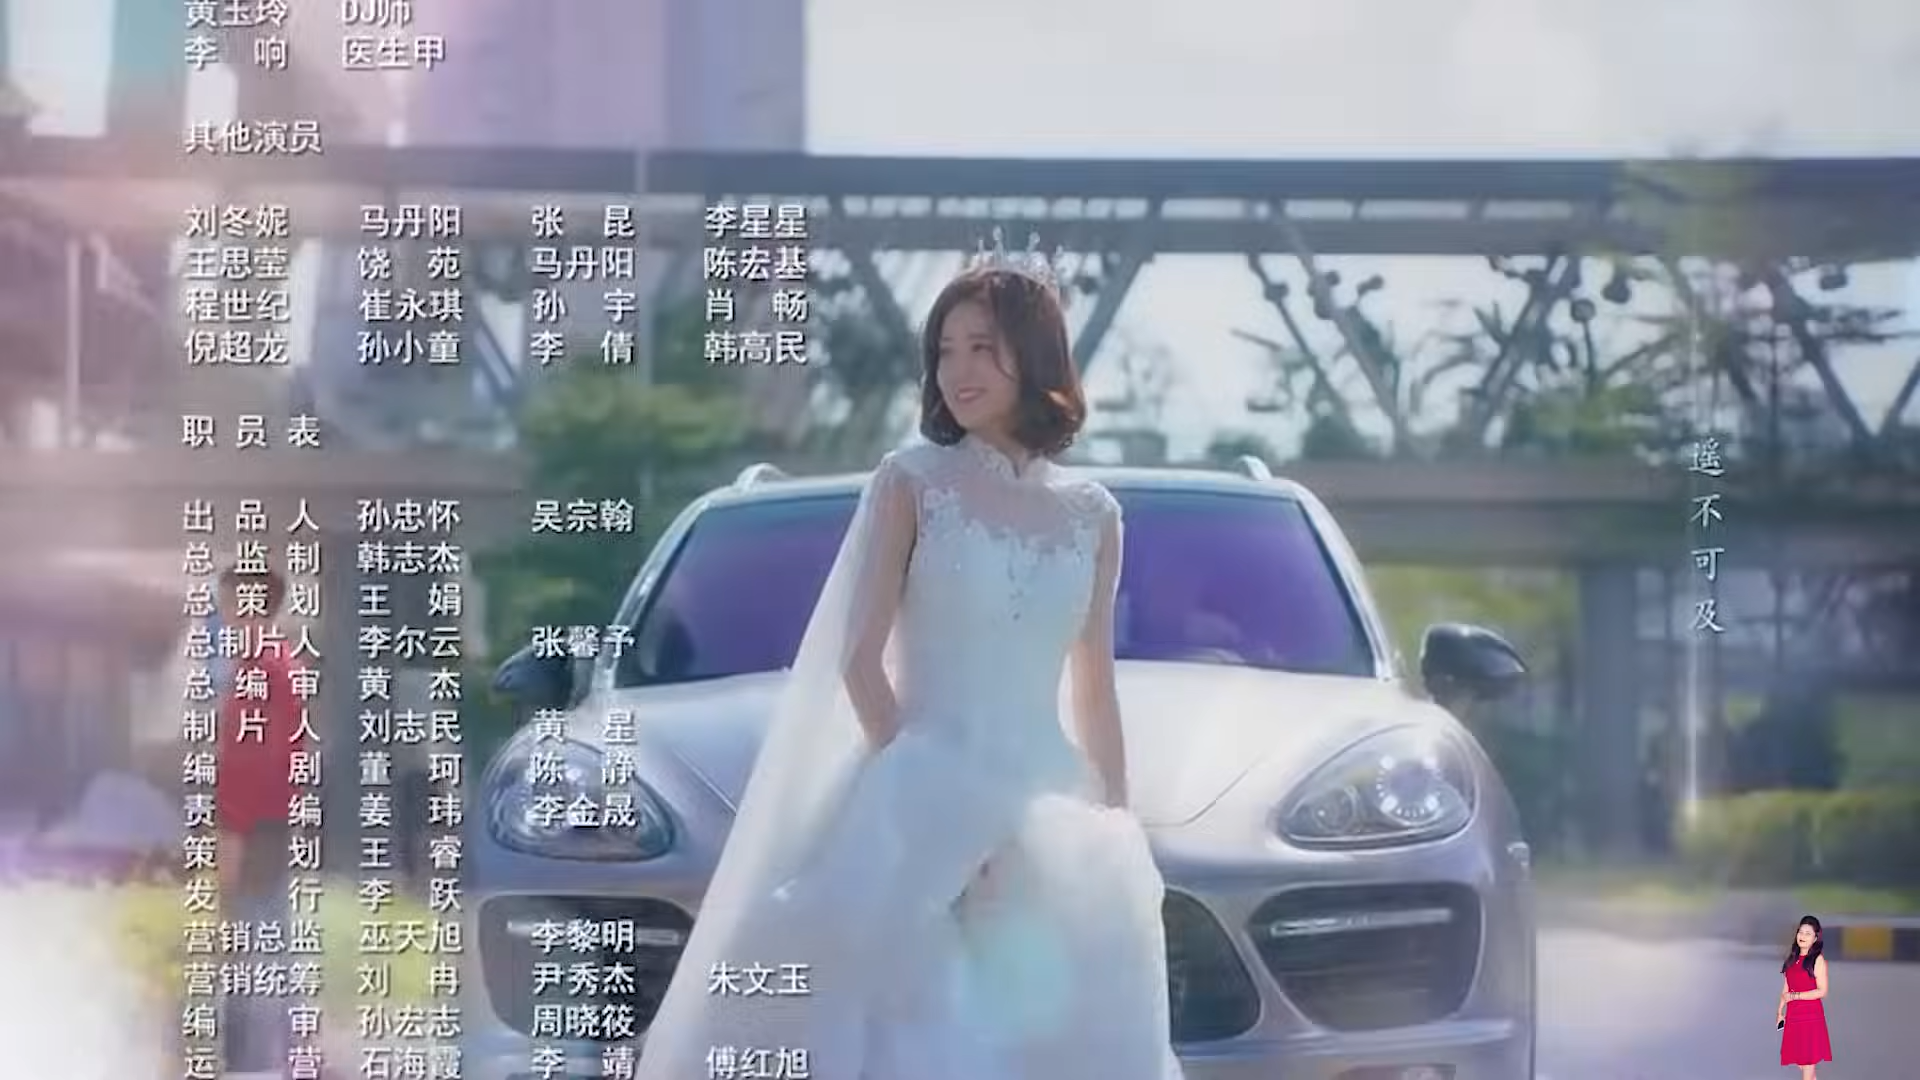 黄玉玲 DJ师
李响 医生甲
其他演员
刘冬妮 马丹阳 张昆 李星星
王思莹 饶苑 马丹阳 陈宏基
程世纪 崔永琪 孙宇 肖畅
倪超龙 孙小童 李倩 韩高民
职员表
出品人 孙忠怀 吴宗翰
总监制 韩志杰
总策划 王娟
总制片人 李尔云 张馨予
总编审 黄杰
制片人 刘志民 黄星
编剧 董珂 陈静
责编 姜玮 李金晟
策划 王睿
发行 李跃
营销总监 巫天旭 李黎明
营销统筹 刘冉 尹秀杰 朱文玉
编审 孙宏志 周晓筱
运营 石海霞 李靖 傅红旭
遥不可及